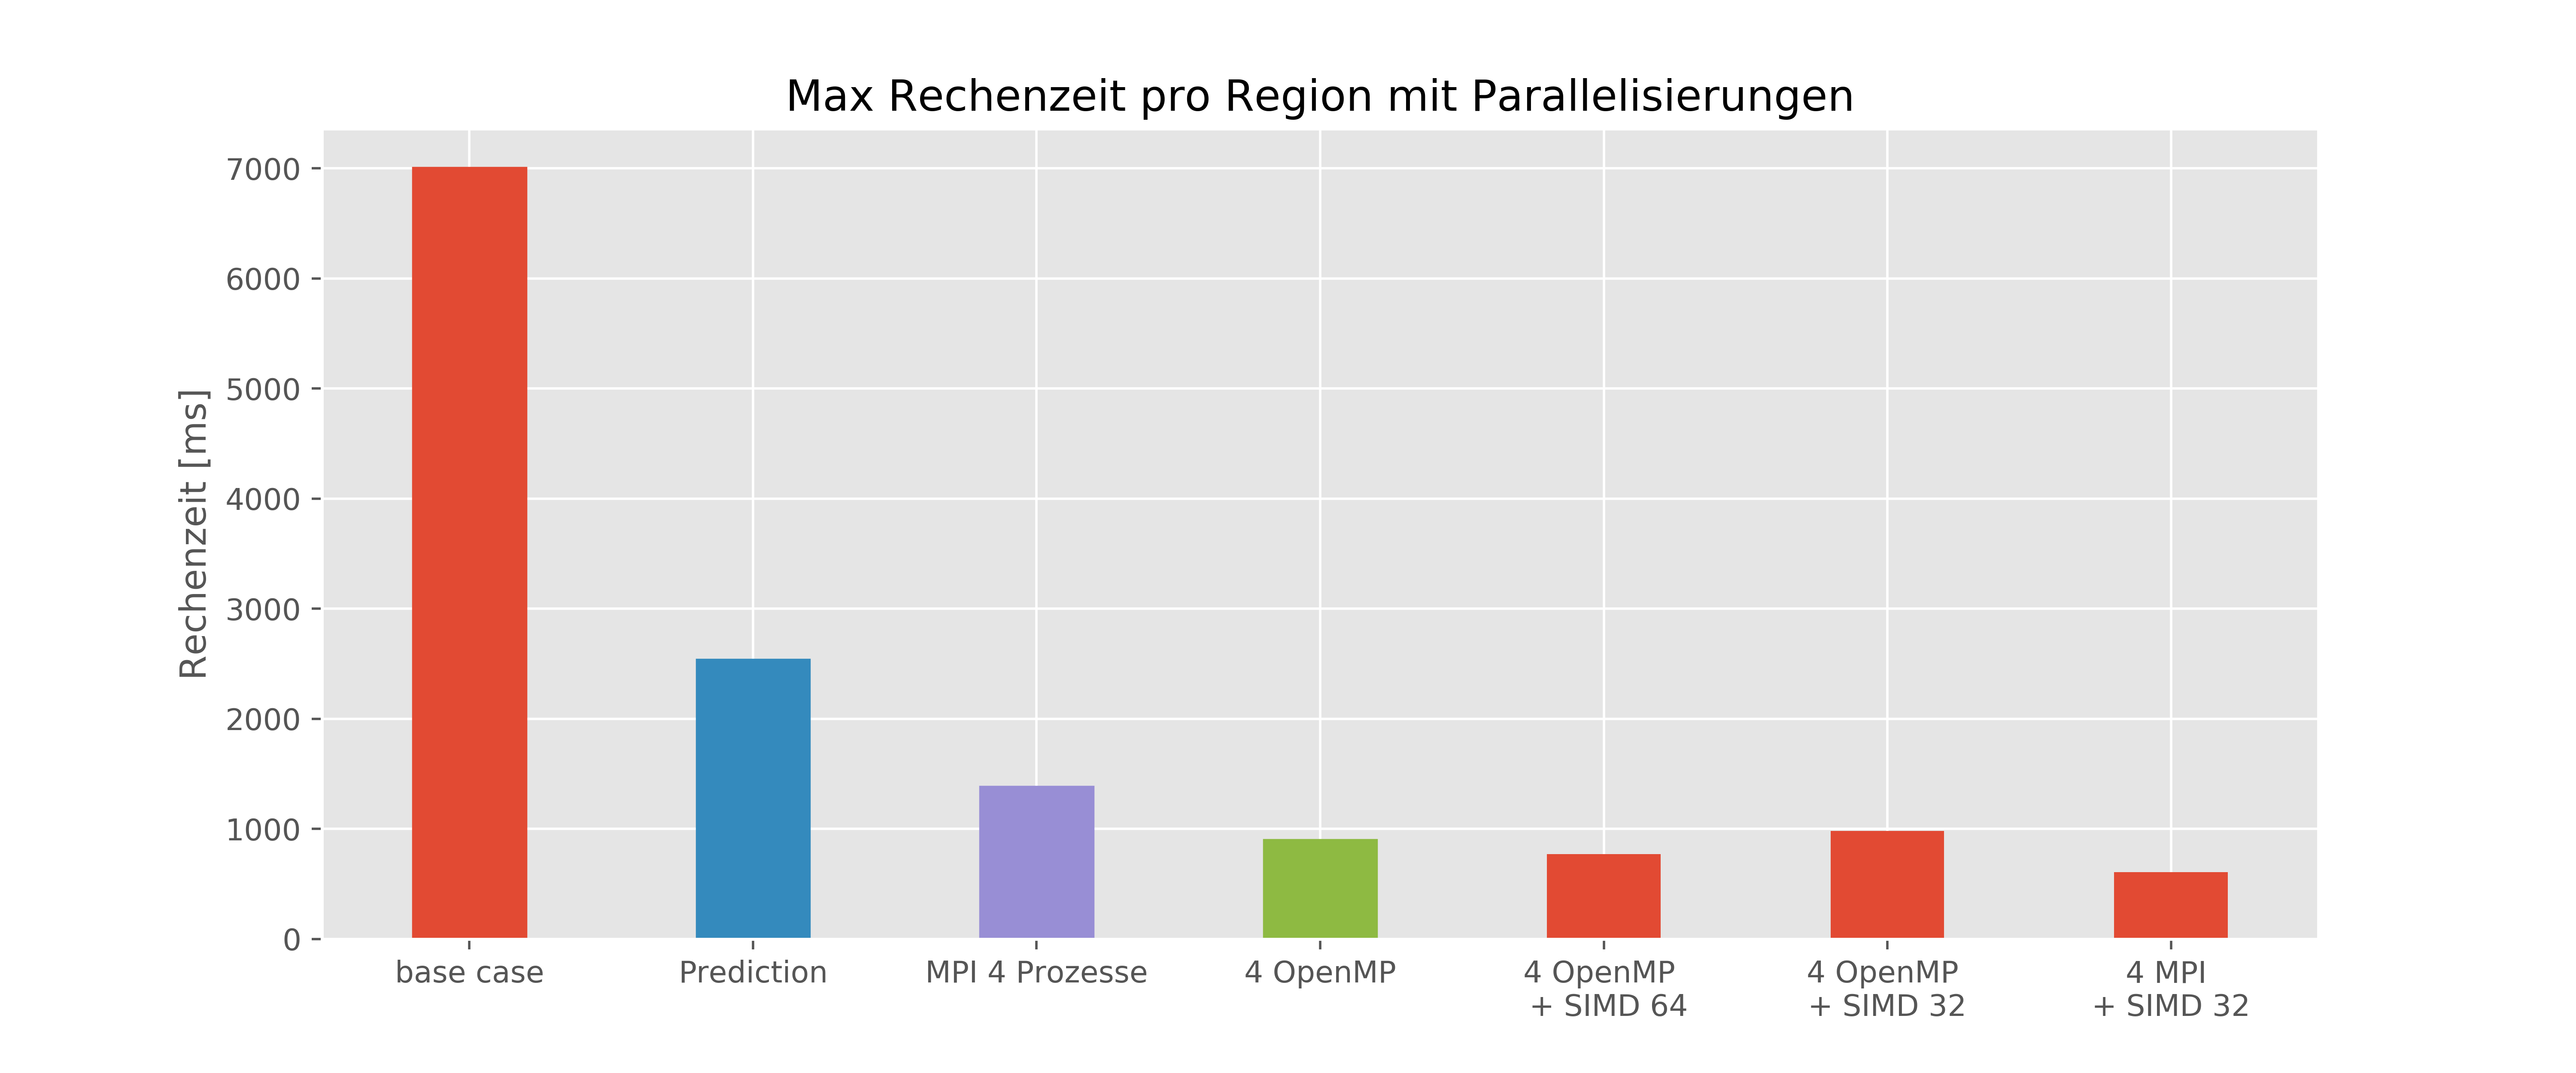 Max Rechenzeit pro Region mit Parallelisierungen
Rechenzeit [ms]
7000
6000
5000
4000
3000
2000
1000
0
base case
Prediction
MPI 4 Prozesse
4 OpenMP
4 OpenMP
+ SIMD 64
4 OpenMP
+ SIMD 32
4 MPI
+ SIMD 32